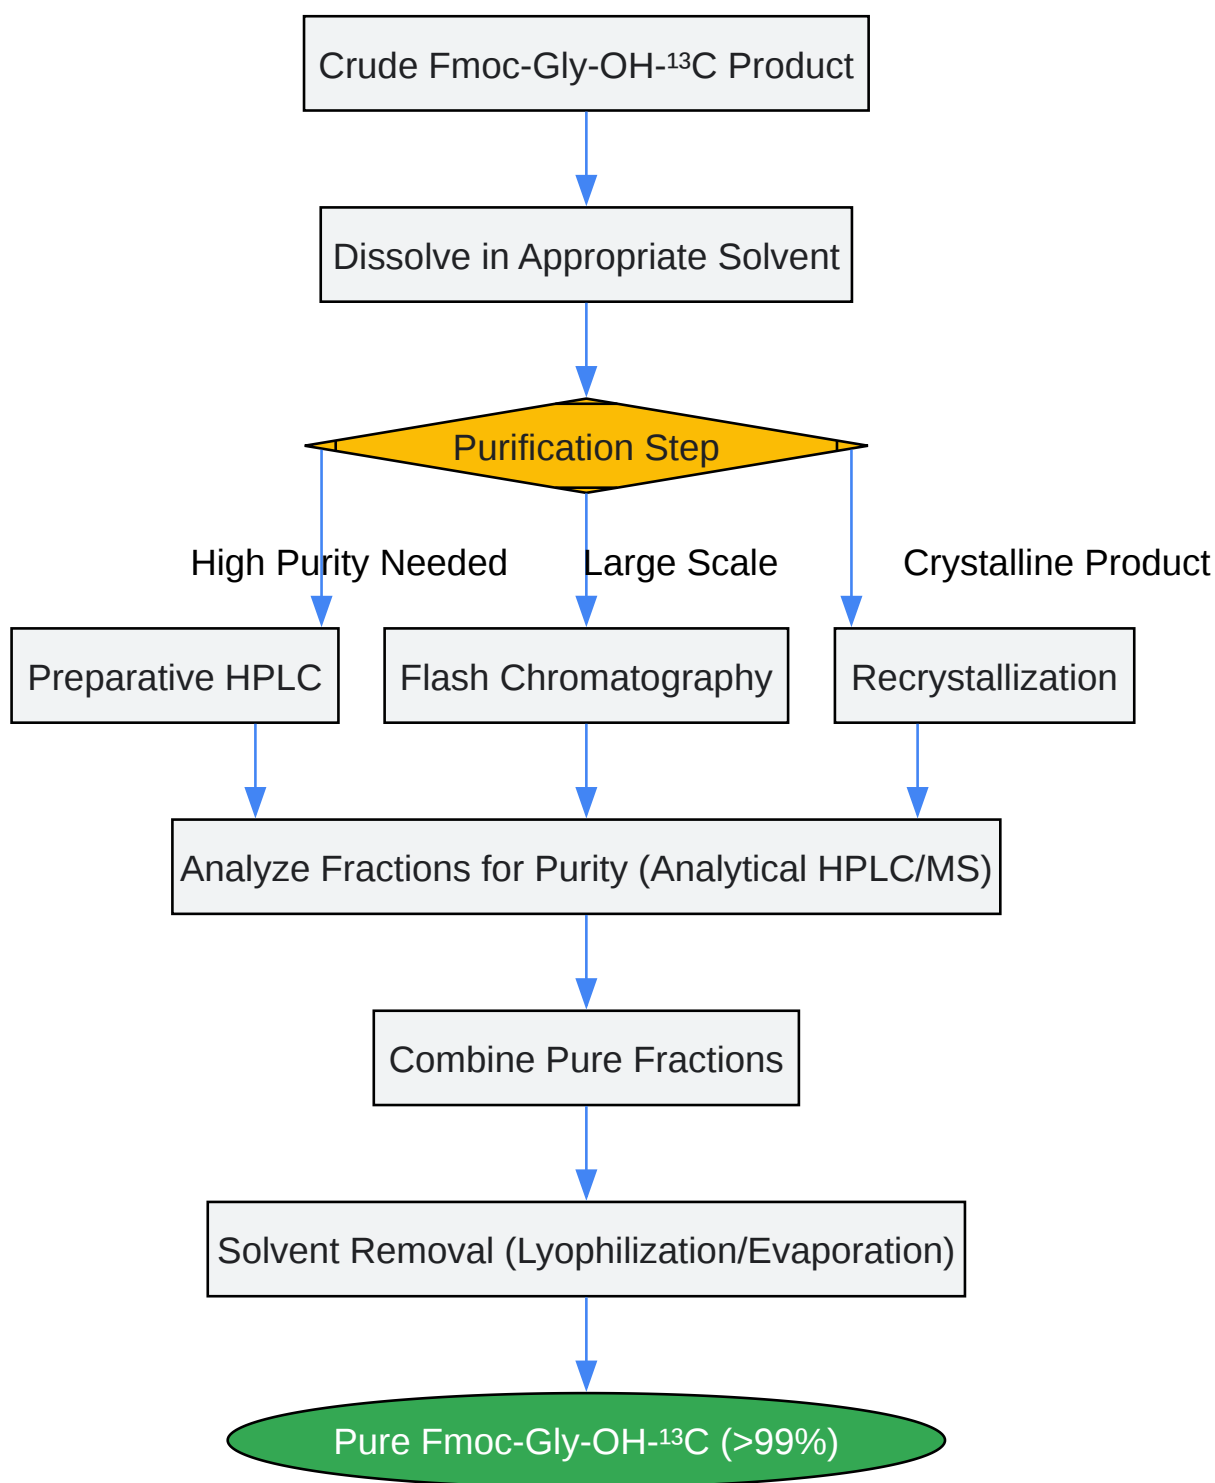 Crude Fmoc-Gly-OH-¹³C Product
Dissolve in Appropriate Solvent
Purification Step
High Purity Needed
Large Scale
Crystalline Product
Preparative HPLC
Flash Chromatography
Recrystallization
Analyze Fractions for Purity (Analytical HPLC/MS)
Combine Pure Fractions
Solvent Removal (Lyophilization/Evaporation)
Pure Fmoc-Gly-OH-¹³C (>99%)